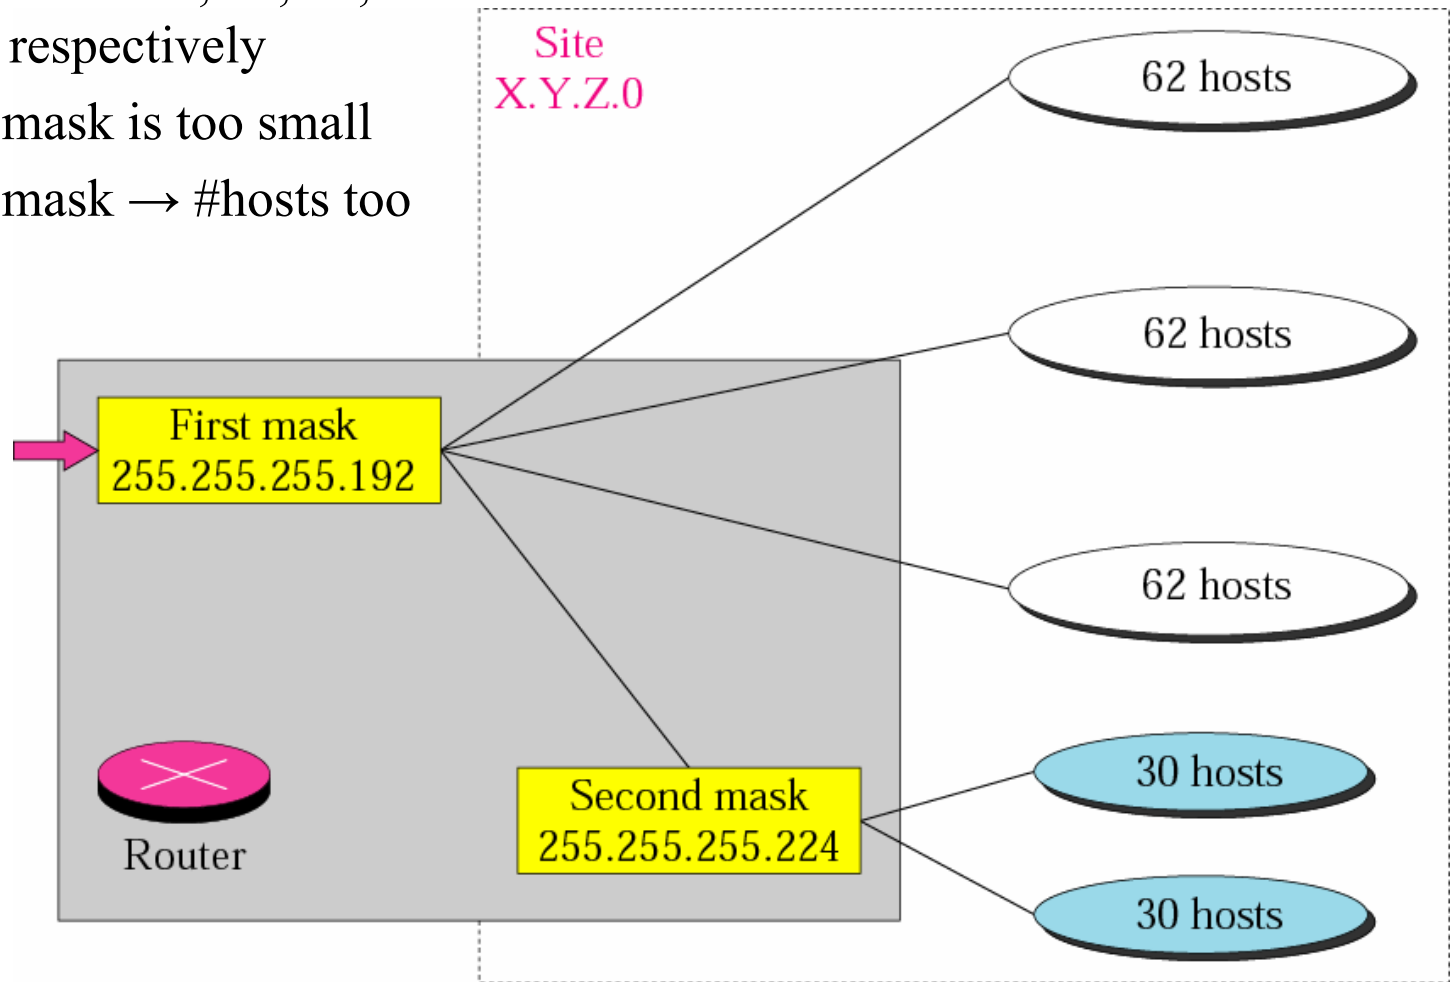 respectively
mask is too small
mask → #hosts too
Site
X.Y.Z.0
62 hosts
62 hosts
First mask
255.255.255.192
62 hosts
30 hosts
Second mask
255.255.255.224
Router
30 hosts